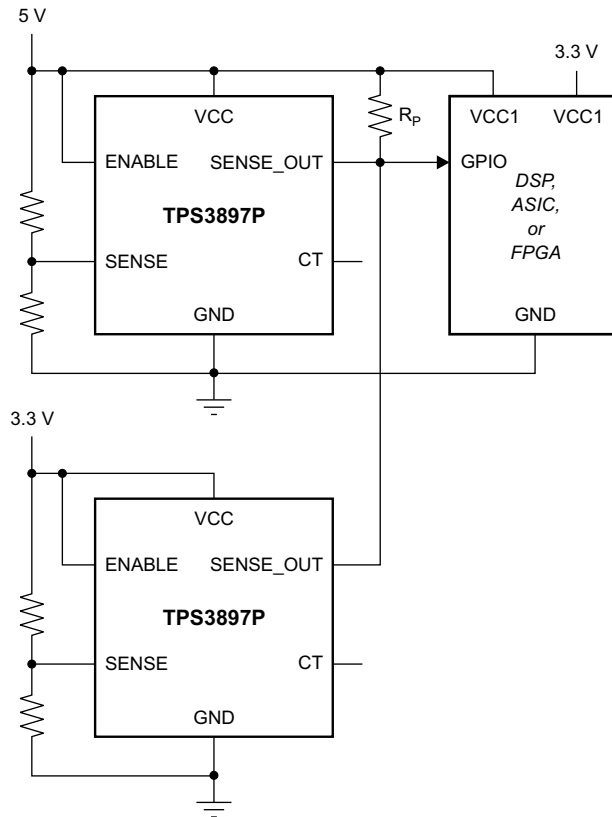 5 V
3.3 V
VCC
R_P
VCC1 VCC1
ENABLE SENSE_OUT
GPIO
DSP,
ASIC,
or
FPGA
TPS3897P
SENSE CT
GND
GND
3.3 V
VCC
ENABLE SENSE_OUT
TPS3897P
SENSE CT
GND